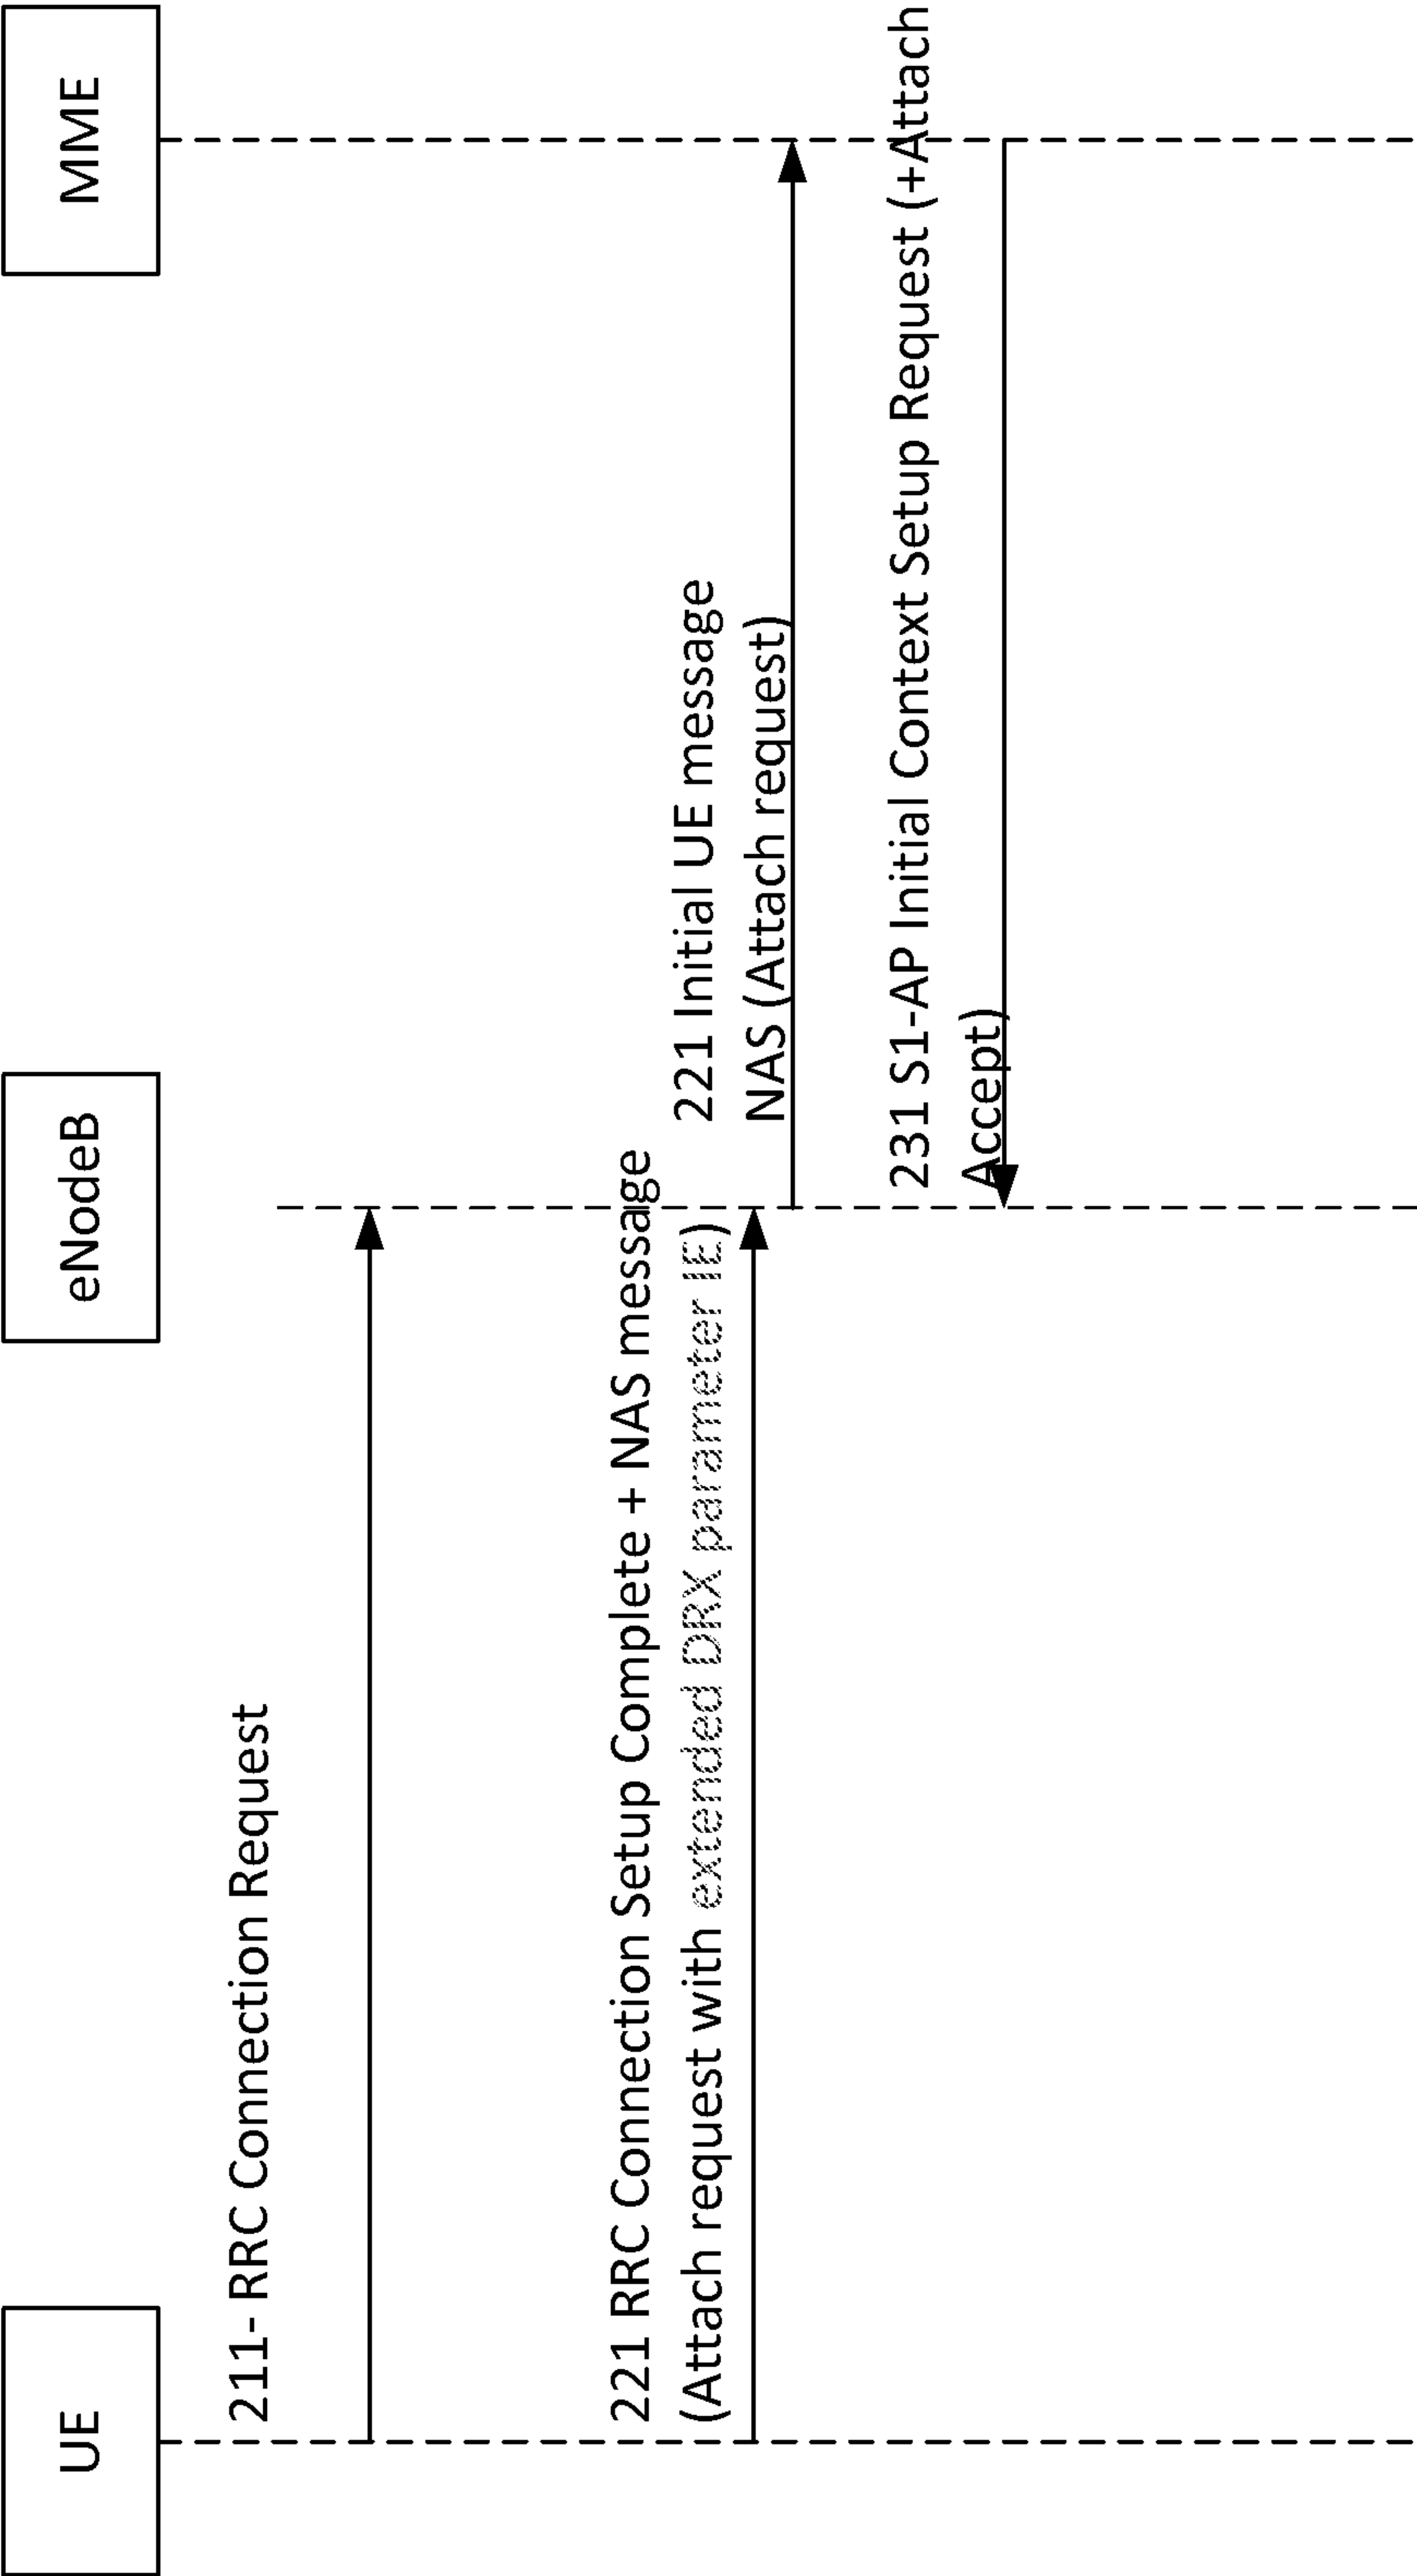 UE
eNodeB
MME
211- RRC Connection Request
221 RRC Connection Setup Complete + NAS message
(Attach request with extended DRX parameter IE)
221 Initial UE message
NAS (Attach request)
231 S1-AP Initial Context Setup Request (+Attach
Accept)